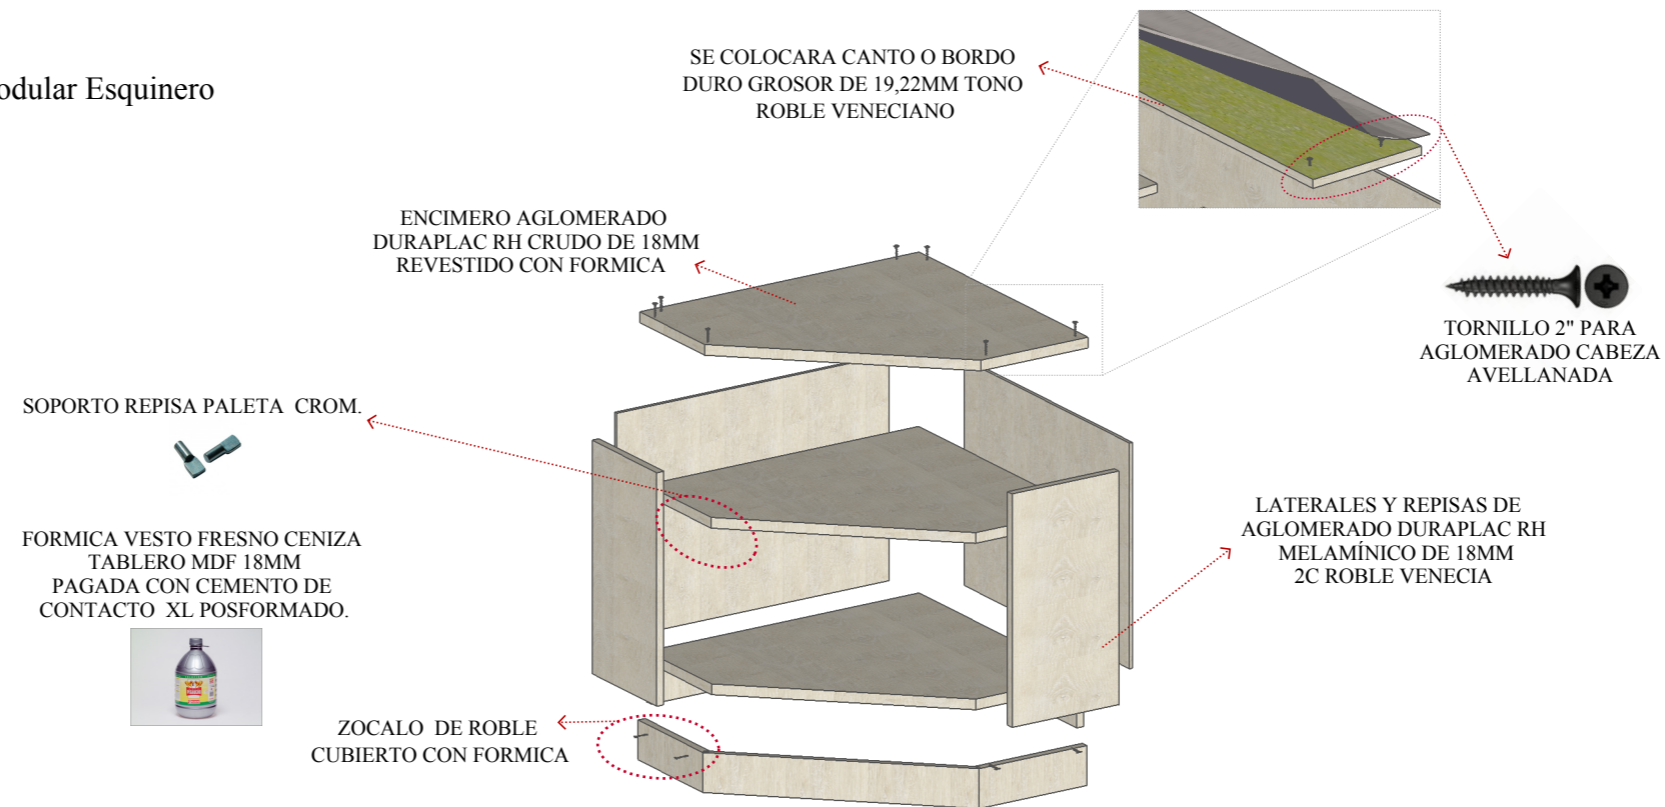 odular Esquinero
SE COLOCARA CANTO O BORDO
DURO GROSOR DE 19,22MM TONO
ROBLE VENECIANO
ENCIMERO AGLOMERADO
DURAPLAC RH CRUDO DE 18MM
REVESTIDO CON FORMICA
TORNILLO 2" PARA
AGLOMERADO CABEZA
AVELLANADA
SOPORTO REPISA PALETA CROM.
LATERALES Y REPISAS DE
AGLOMERADO DURAPLAC RH
MELAMÍNICO DE 18MM
2C ROBLE VENECIA
FORMICA VESTO FRESNO CENIZA
TABLERO MDF 18MM
PAGADA CON CEMENTO DE
CONTACTO XL POSFORMADO.
ZOCALO DE ROBLE
CUBIERTO CON FORMICA